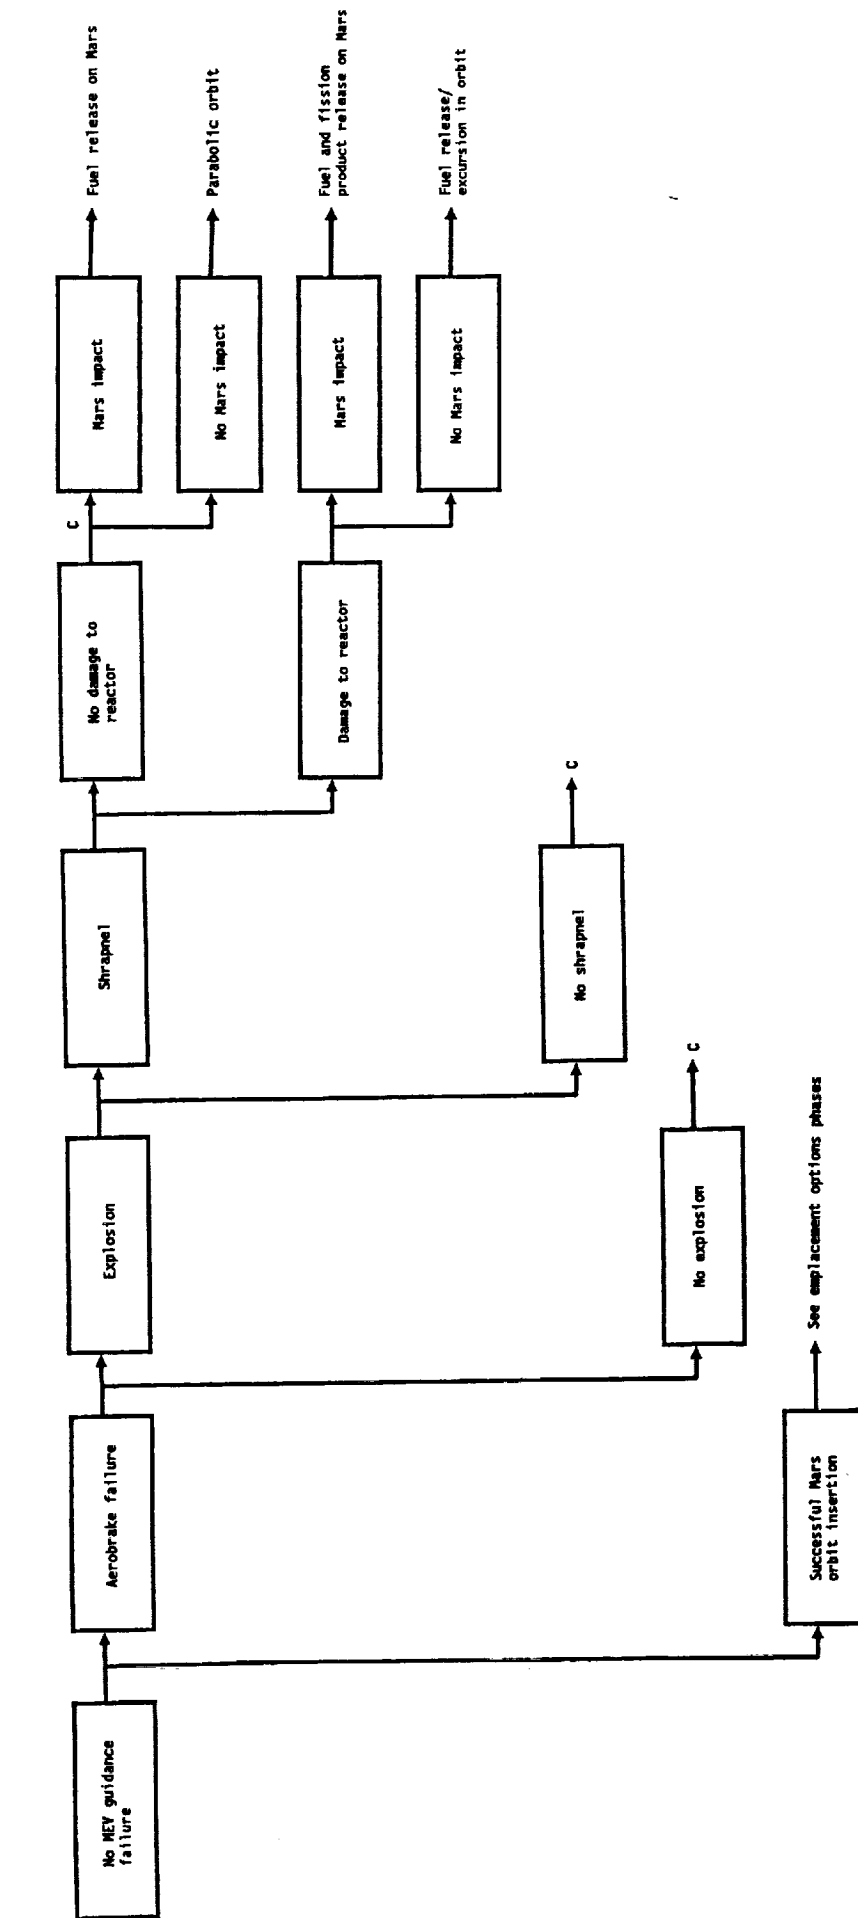 No MEV guidance
failure
Aerobrake failure
Successful Mars
orbit insertion
See emplacement options phases
Explosion
No explosion
C
Shrapnel
No shrapnel
C
No damage to
reactor
C
Damage to reactor
Mars impact
Fuel release on Mars
No Mars impact
Parabolic orbit
Mars impact
Fuel and fission
product release on Mars
No Mars impact
Fuel release/
excursion in orbit